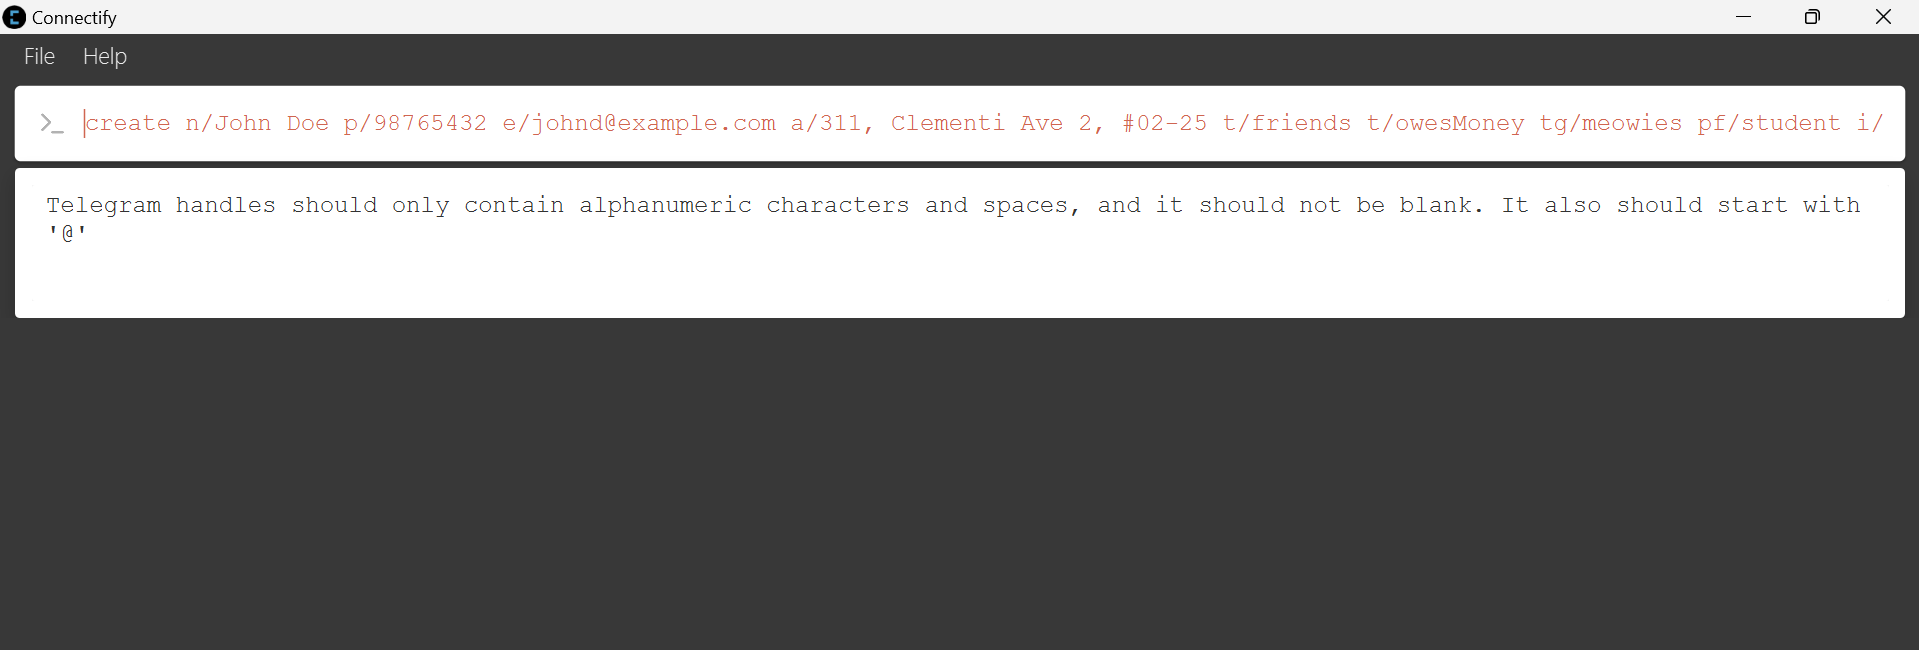 Connectify
File Help
>_ create n/John Doe p/98765432 e/johnd@example.com a/311, Clementi Ave 2, #02-25 t/friends t/owesMoney tg/meowies pf/student i/
Telegram handles should only contain alphanumeric characters and spaces, and it should not be blank. It also should start with
'@'